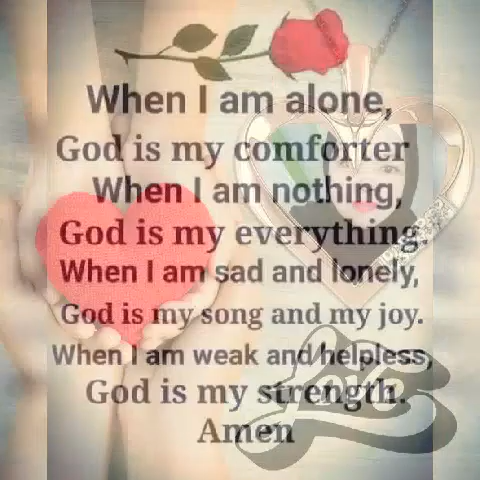 When I am alone,
God is my comforter
When I am nothing,
God is my everything.
When I am sad and lonely,
God is my song and my joy.
When I am weak and helpless,
God is my strength.
Amen
Love